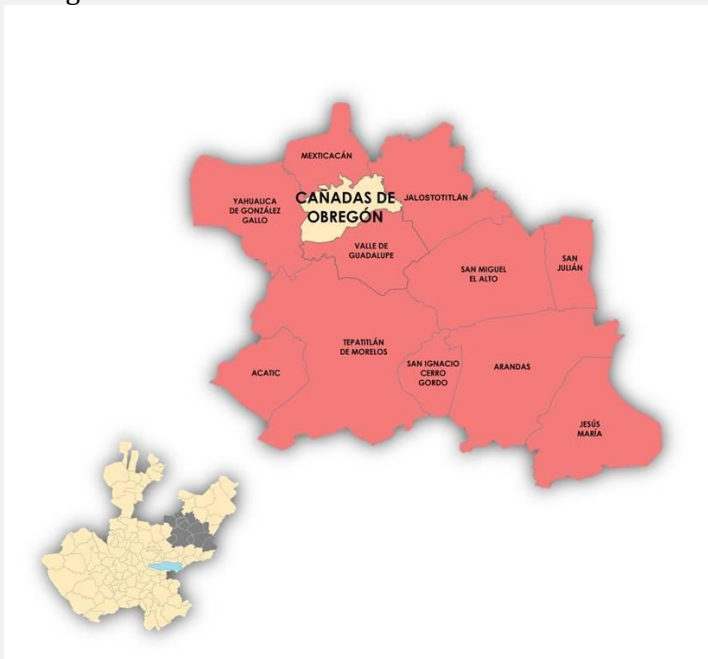 MEXTICACÁN
CAÑADAS DE
OBREGÓN
JALOSTOTITLÁN
YAHUALICA
DE GONZÁLEZ
GALLO
VALLE DE
GUADALUPE
SAN MIGUEL
EL ALTO
SAN
JULIÁN
TEPATITLÁN
DE MORELOS
ACATIC
SAN IGNACIO
CERRO
GORDO
ARANDAS
JESÚS
MARÍA